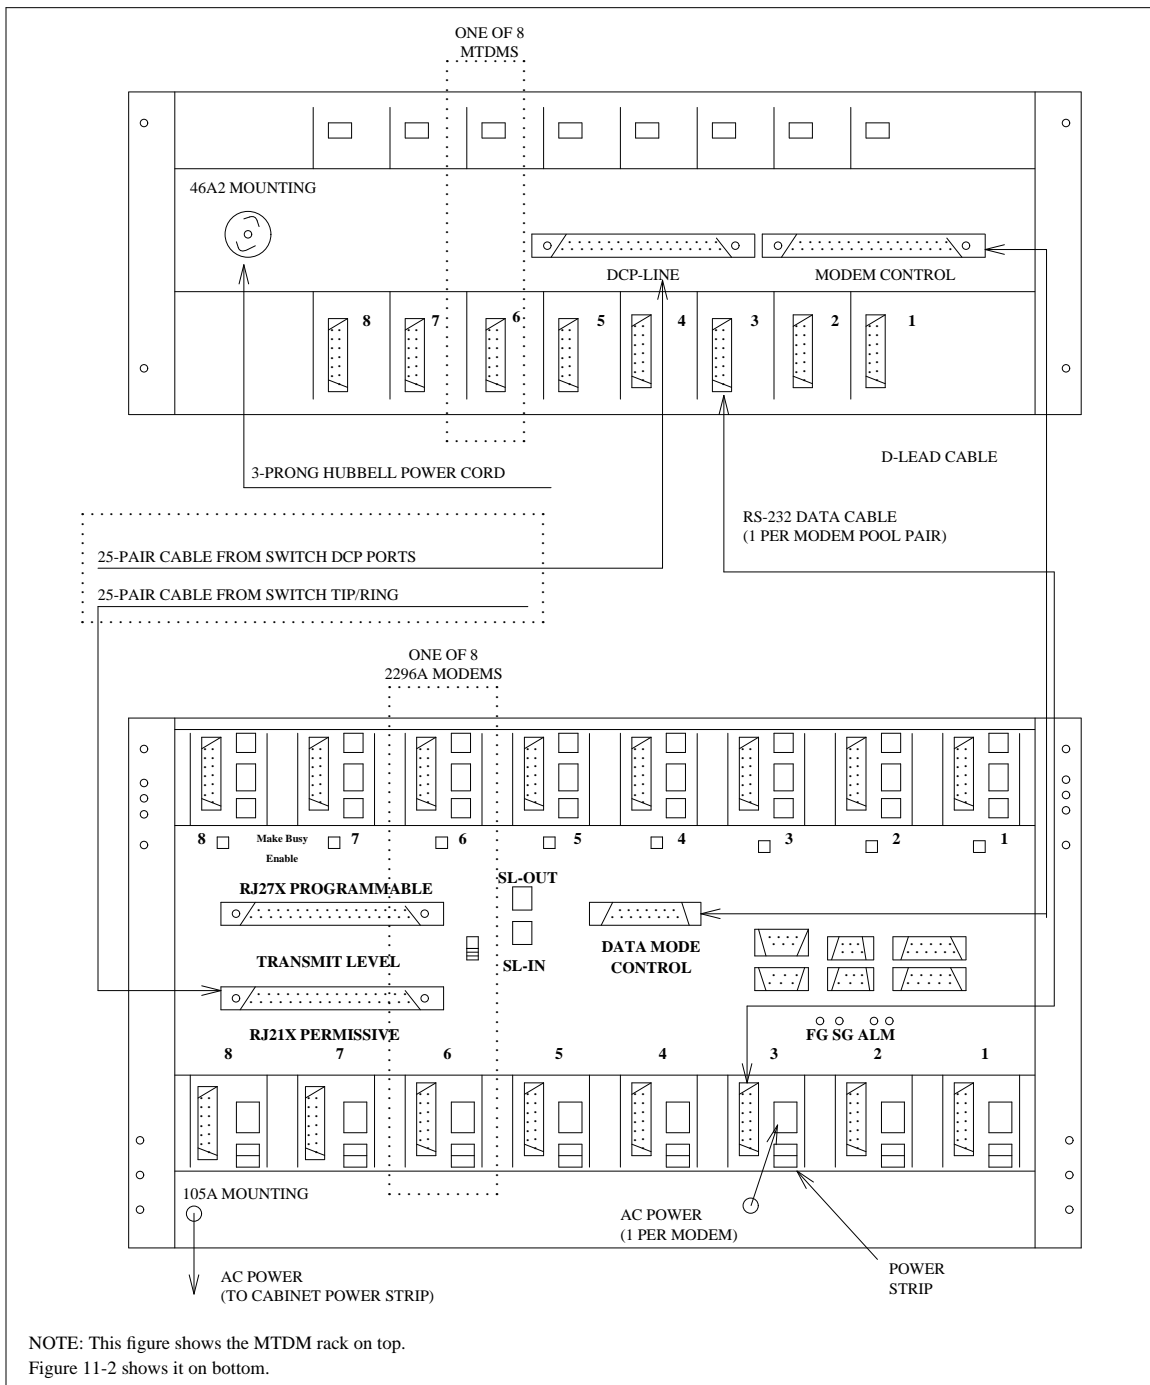 ONE OF 8
MTDMS
46A2 MOUNTING
DCP-LINE
MODEM CONTROL
8 7 6 5 4 3 2 1
3-PRONG HUBBELL POWER CORD
D-LEAD CABLE
RS-232 DATA CABLE
(1 PER MODEM POOL PAIR)
25-PAIR CABLE FROM SWITCH DCP PORTS
25-PAIR CABLE FROM SWITCH TIP/RING
ONE OF 8
2296A MODEMS
8 Make Busy 7 6 5 4 3 2 1
Enable
RJ27X PROGRAMMABLE
SL-OUT
TRANSMIT LEVEL
SL-IN
DATA MODE
CONTROL
RJ21X PERMISSIVE
FG SG ALM
8 7 6 5 4 3 2 1
105A MOUNTING
AC POWER
(1 PER MODEM)
AC POWER
(TO CABINET POWER STRIP)
POWER
STRIP
NOTE: This figure shows the MTDM rack on top.
Figure 11-2 shows it on bottom.